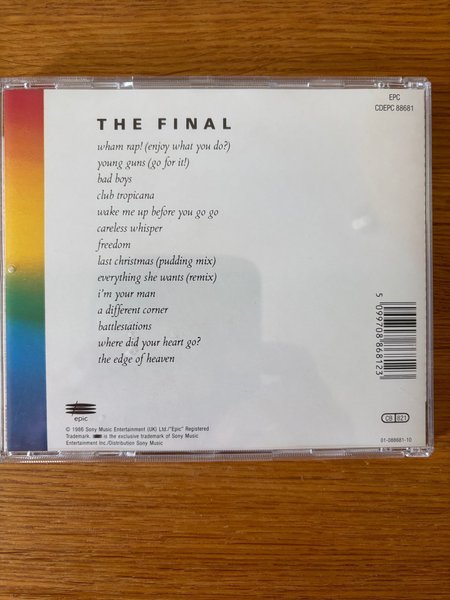 EPC
CDEPC 88681
THE FINAL
wham rap! (enjoy what you do?)
young guns (go for it!)
bad boys
club tropicana
wake me up before you go go
careless whisper
freedom
last christmas (pudding mix)
everything she wants (remix)
i'm your man
a different corner
battlestations
where did your heart go?
the edge of heaven
5 099708 868123
epic
CB 821
© 1986 Sony Music Entertainment (UK) Ltd./"Epic" Registered
Trademark, is the exclusive trademark of Sony Music
Entertainment Inc./Distribution Sony Music
01-088681-10